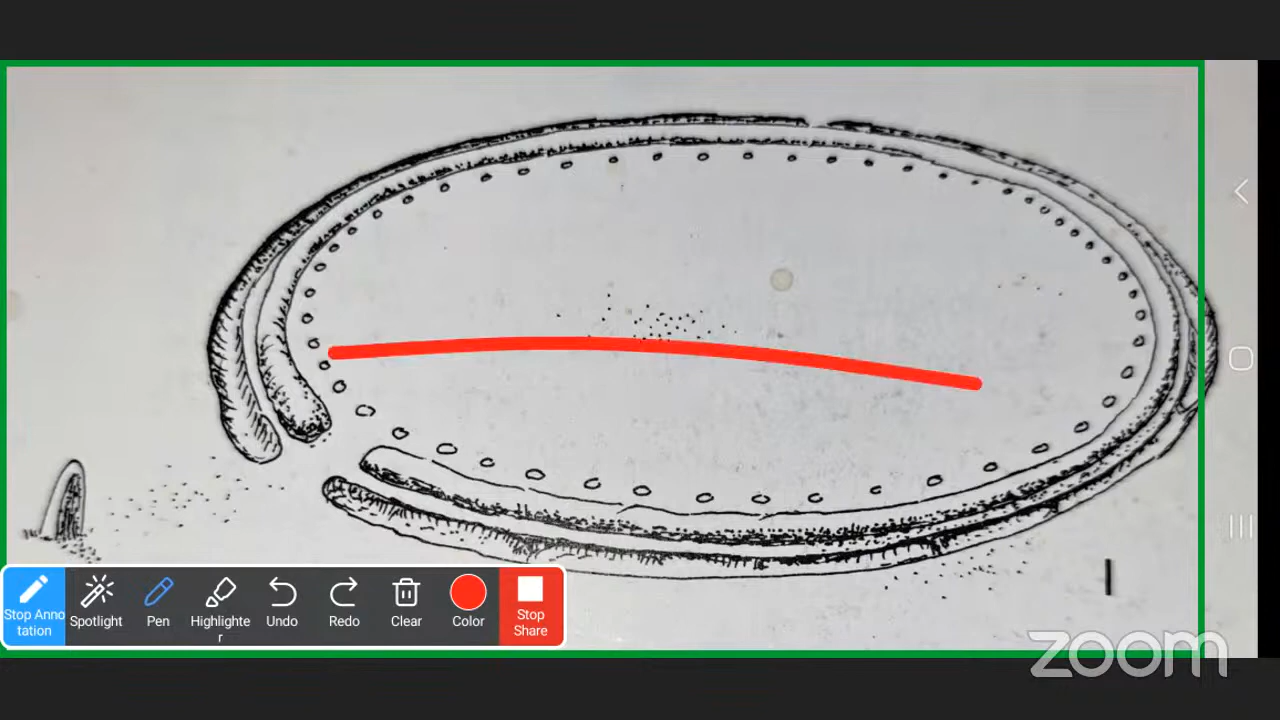 Stop Anno
tation
Spotlight
Pen
Highlighte
r
Undo
Redo
Clear
Color
Stop
Share
zoom